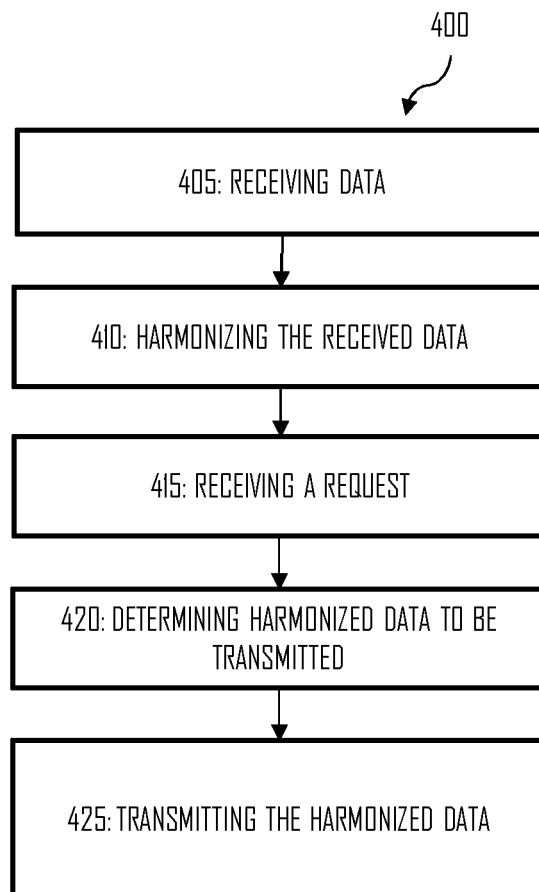 400
405: RECEIVING DATA
410: HARMONIZING THE RECEIVED DATA
415: RECEIVING A REQUEST
420: DETERMINING HARMONIZED DATA TO BE
TRANSMITTED
425: TRANSMITTING THE HARMONIZED DATA